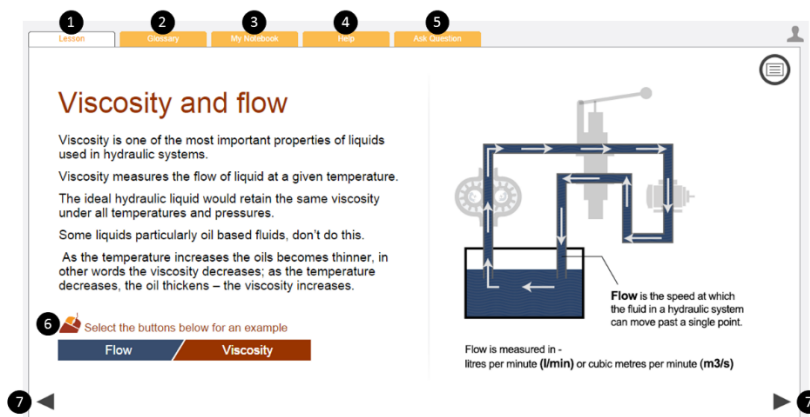 1 2 3 4 5
Lesson Glossary My Notebook Help Ask Question
Viscosity and flow
Viscosity is one of the most important properties of liquids
used in hydraulic systems.
Viscosity measures the flow of liquid at a given temperature.
The ideal hydraulic liquid would retain the same viscosity
under all temperatures and pressures.
Some liquids particularly oil based fluids, don't do this.
As the temperature increases the oils becomes thinner, in
other words the viscosity decreases; as the temperature
decreases, the oil thickens – the viscosity increases.
6 Select the buttons below for an example
Flow Viscosity
Flow is the speed at which
the fluid in a hydraulic system
can move past a single point.
Flow is measured in -
litres per minute (l/min) or cubic metres per minute (m3/s)
7 7